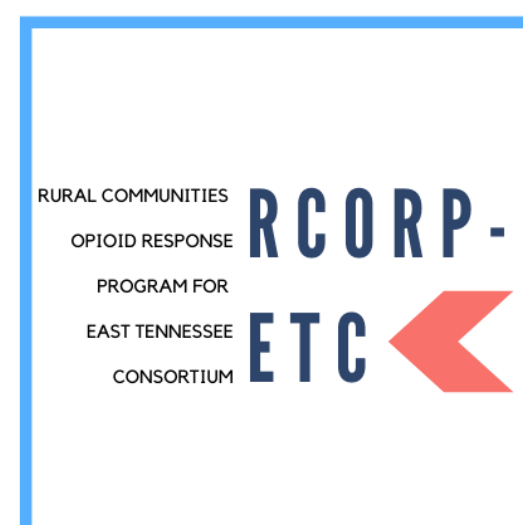 RURAL COMMUNITIES
OPIOID RESPONSE
PROGRAM FOR
EAST TENNESSEE
CONSORTIUM
RCORP-
ETC